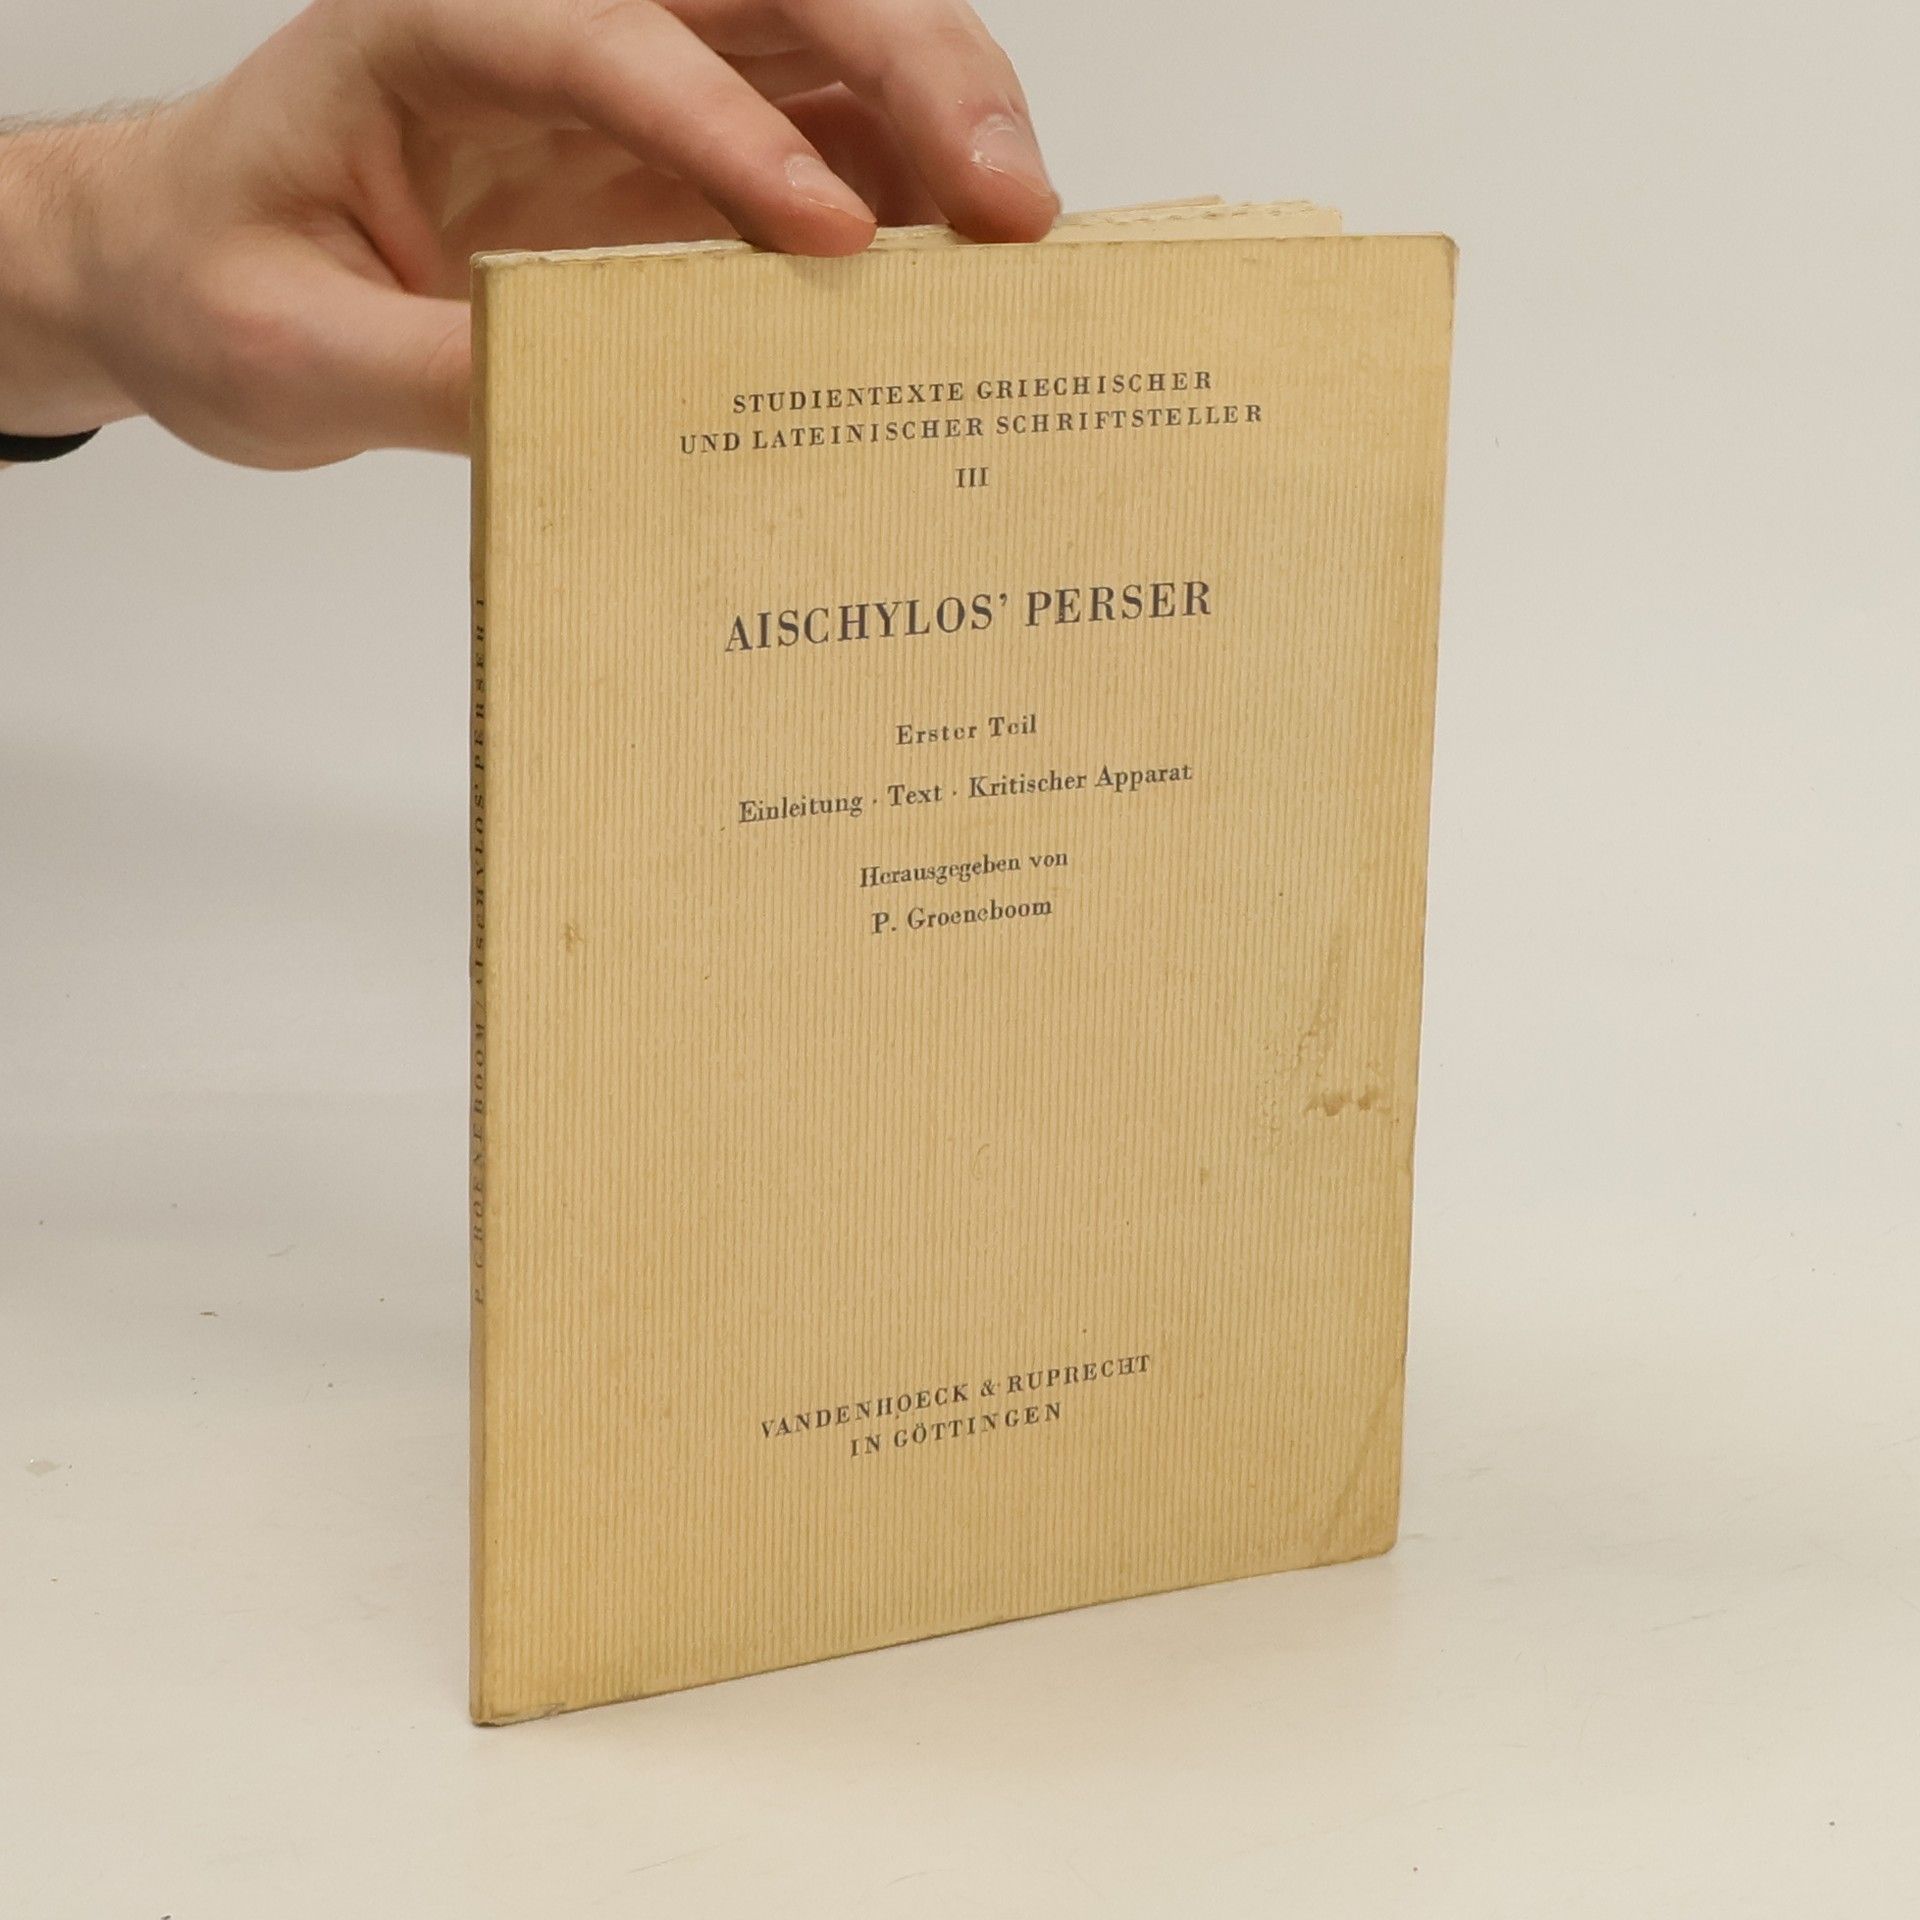 STUDIENTEXTE GRIECHISCHER
UND LATEINISCHER SCHRIFTSTELLER
III
AISCHYLOS’ PERSER
Erster Teil
Einleitung · Text · Kritischer Apparat
Herausgegeben von
P. Groeneboom
VANDENHOECK & RUPRECHT
IN GÖTTINGEN
P. GROENEBOOM / AISCHYLOS’ PERSER I